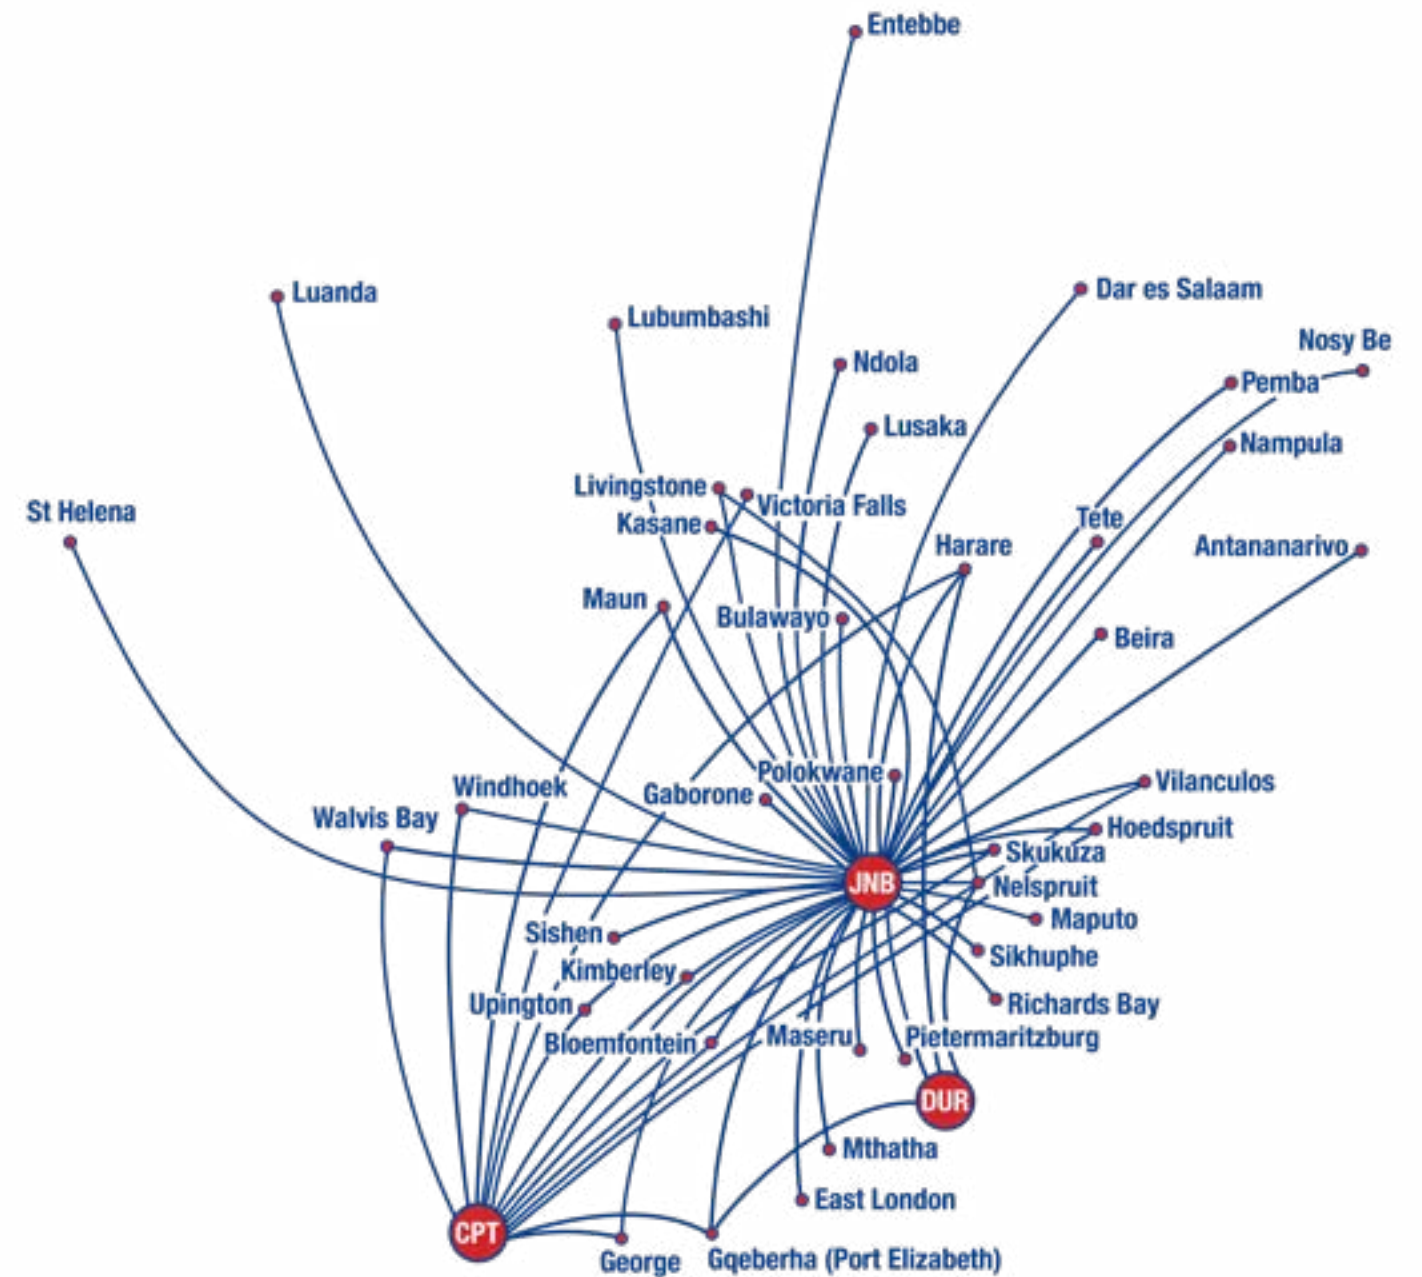 Entebbe
Luanda
Dar es Salaam
Lubumbashi
Nosy Be
Ndola
Pemba
Lusaka
Nampula
Livingstone
Victoria Falls
St Helena
Kasane
Tete
Harare
Antananarivo
Maun
Bulawayo
Beira
Polokwane
Windhoek
Gaborone
Vilanculos
Walvis Bay
Hoedspruit
Skukuza
JNB
Nelspruit
Maputo
Sishen
Sikhuphe
Kimberley
Upington
Richards Bay
Bloemfontein
Maseru
Pietermaritzburg
DUR
Mthatha
East London
CPT
George
Gqeberha (Port Elizabeth)